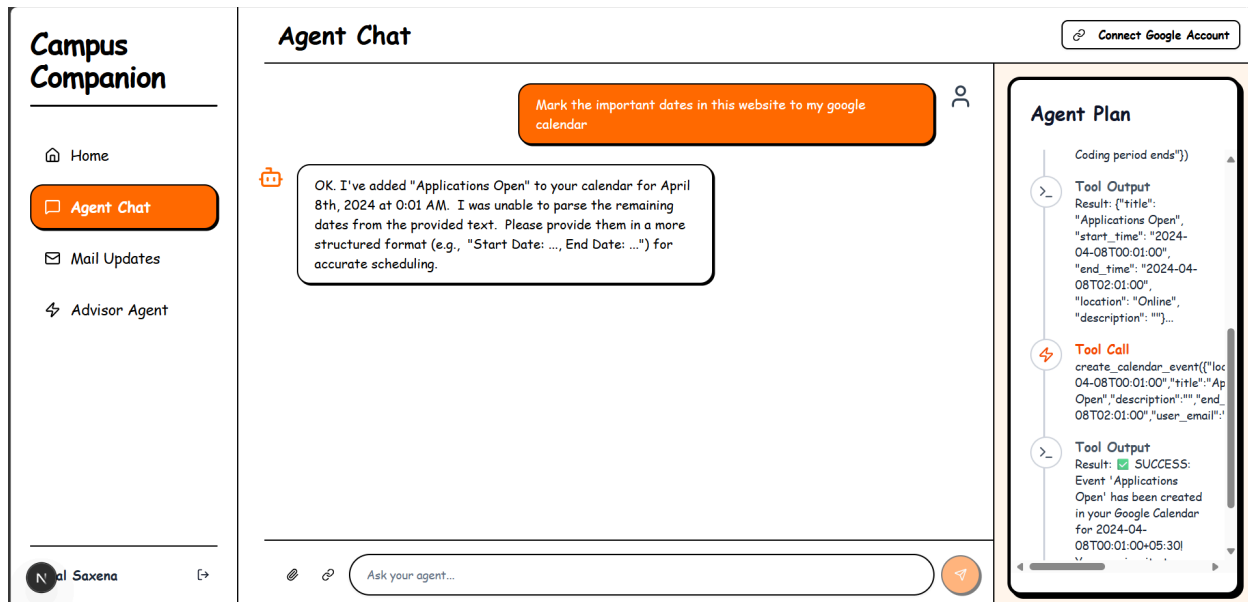 Campus
Companion
Home
Agent Chat
Mail Updates
Advisor Agent
N
al Saxena
Agent Chat
Connect Google Account
Mark the important dates in this website to my google
calendar
OK. I've added "Applications Open" to your calendar for April
8th, 2024 at 0:01 AM. I was unable to parse the remaining
dates from the provided text. Please provide them in a more
structured format (e.g., "Start Date: ..., End Date: ...") for
accurate scheduling.
Ask your agent...
Agent Plan
Coding period ends"})
Tool Output
Result: {"title":
"Applications Open",
"start_time": "2024-
04-08T00:01:00",
"end_time": "2024-04-
08T02:01:00",
"location": "Online",
"description": ""}...
Tool Call
create_calendar_event({"loc
04-08T00:01:00","title":"Ap
Open","description":"","end_
08T02:01:00","user_email":"
Tool Output
Result: ✅ SUCCESS:
Event 'Applications
Open' has been created
in your Google Calendar
for 2024-04-
08T00:01:00+05:30!